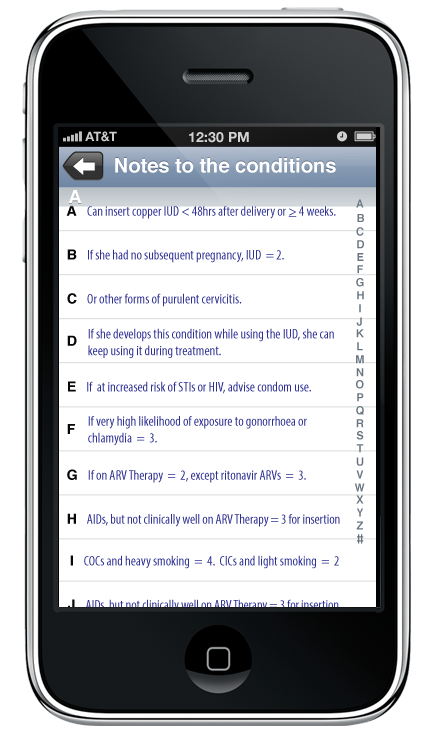 AT&T 12:30 PM
Notes to the conditions
A
A Can insert copper IUD < 48hrs after delivery or ≥ 4 weeks.
B If she had no subsequent pregnancy, IUD = 2.
C Or other forms of purulent cervicitis.
D If she develops this condition while using the IUD, she can
keep using it during treatment.
E If at increased risk of STIs or HIV, advise condom use.
F If very high likelihood of exposure to gonorrhoea or
chlamydia = 3.
G If on ARV Therapy = 2, except ritonavir ARVs = 3.
H AIDs, but not clinically well on ARV Therapy = 3 for insertion
I COCs and heavy smoking = 4. CICs and light smoking = 2
J AIDs, but not clinically well on ARV Therapy = 3 for insertion
A
B
C
D
E
F
G
H
I
J
K
L
M
N
O
P
Q
R
S
T
U
V
W
X
Y
Z
#